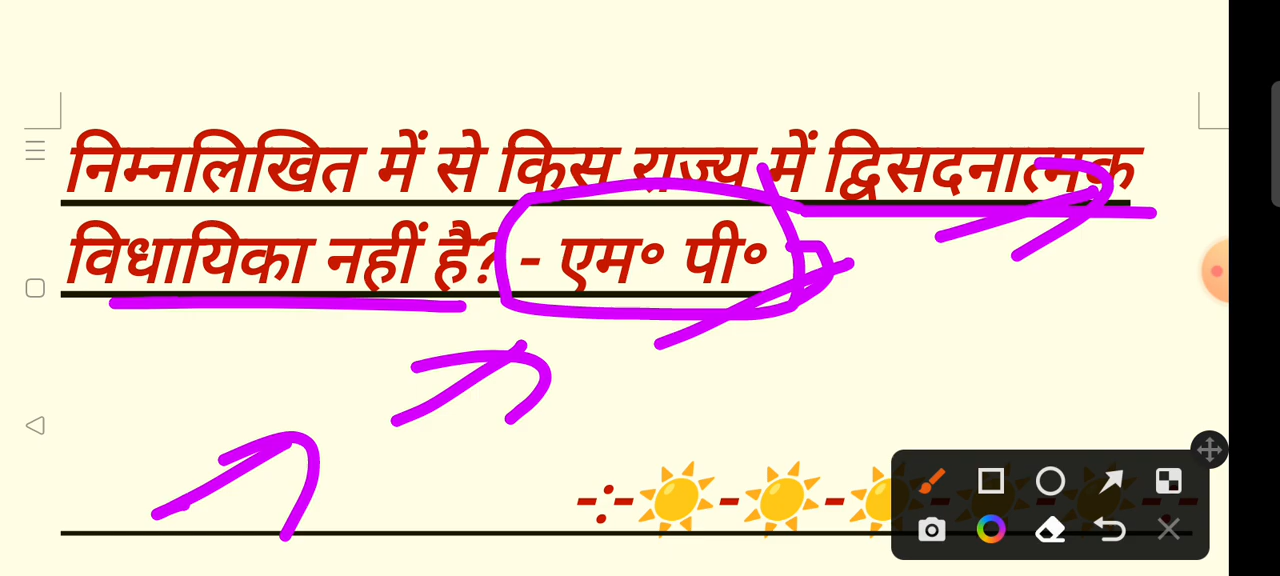 निम्नलिखित में से किस राज्य में द्विसदनात्मक
विधायिका नहीं है? - एम॰ पी॰
-:- - - - - -:-